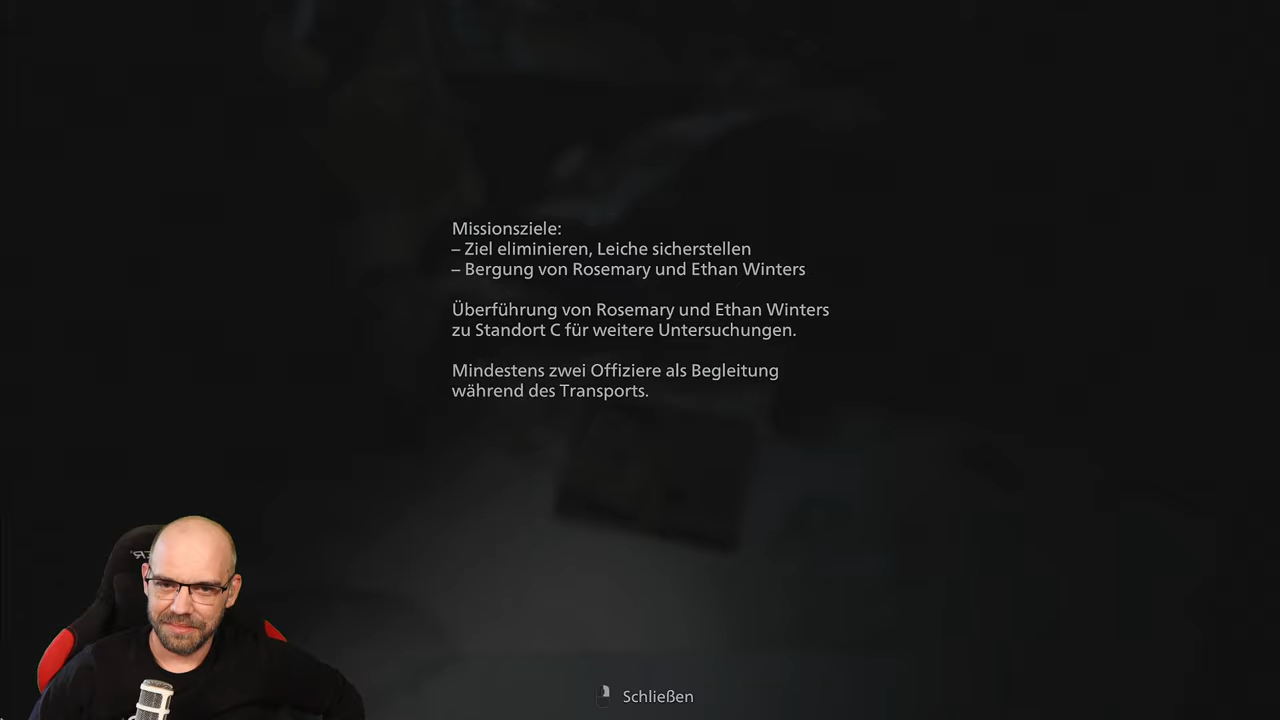 Missionsziele:
– Ziel eliminieren, Leiche sicherstellen
– Bergung von Rosemary und Ethan Winters
Überführung von Rosemary und Ethan Winters
zu Standort C für weitere Untersuchungen.
Mindestens zwei Offiziere als Begleitung
während des Transports.
Schließen